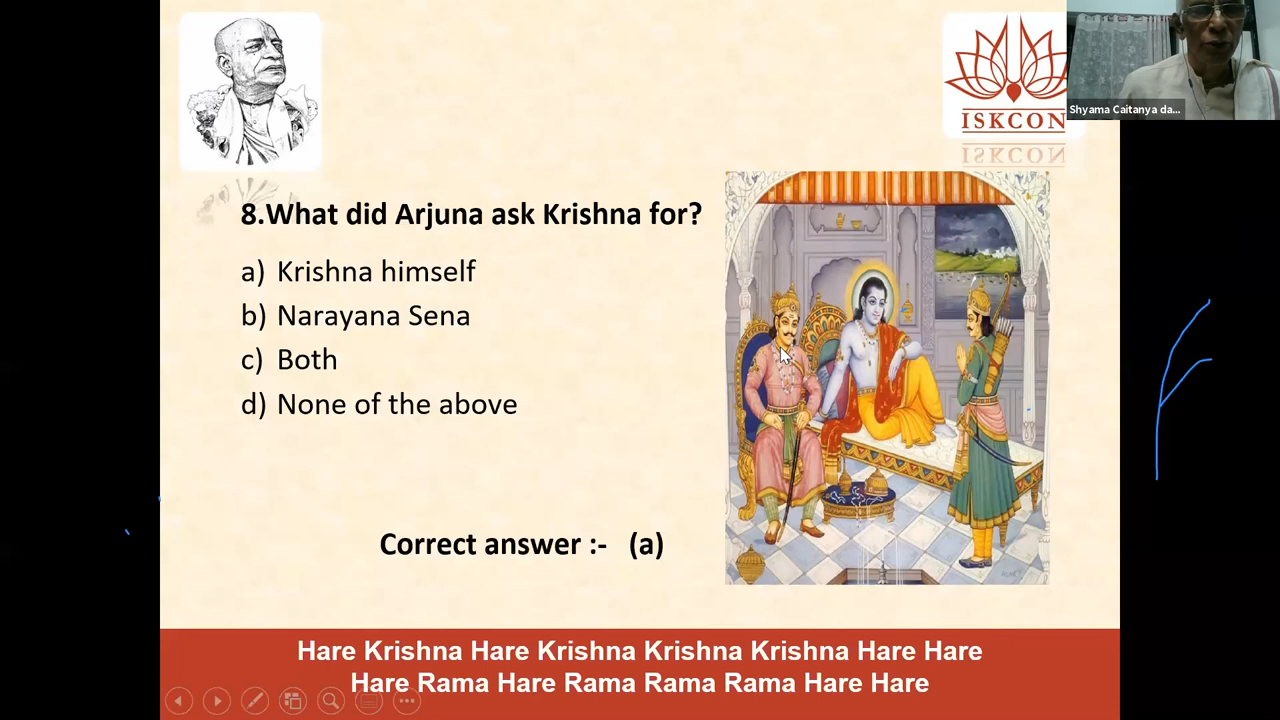 ISKCON
Shyama Caitanya da...
8.What did Arjuna ask Krishna for?
a) Krishna himself
b) Narayana Sena
c) Both
d) None of the above
Correct answer :- (a)
Hare Krishna Hare Krishna Krishna Krishna Hare Hare
Hare Rama Hare Rama Rama Rama Hare Hare